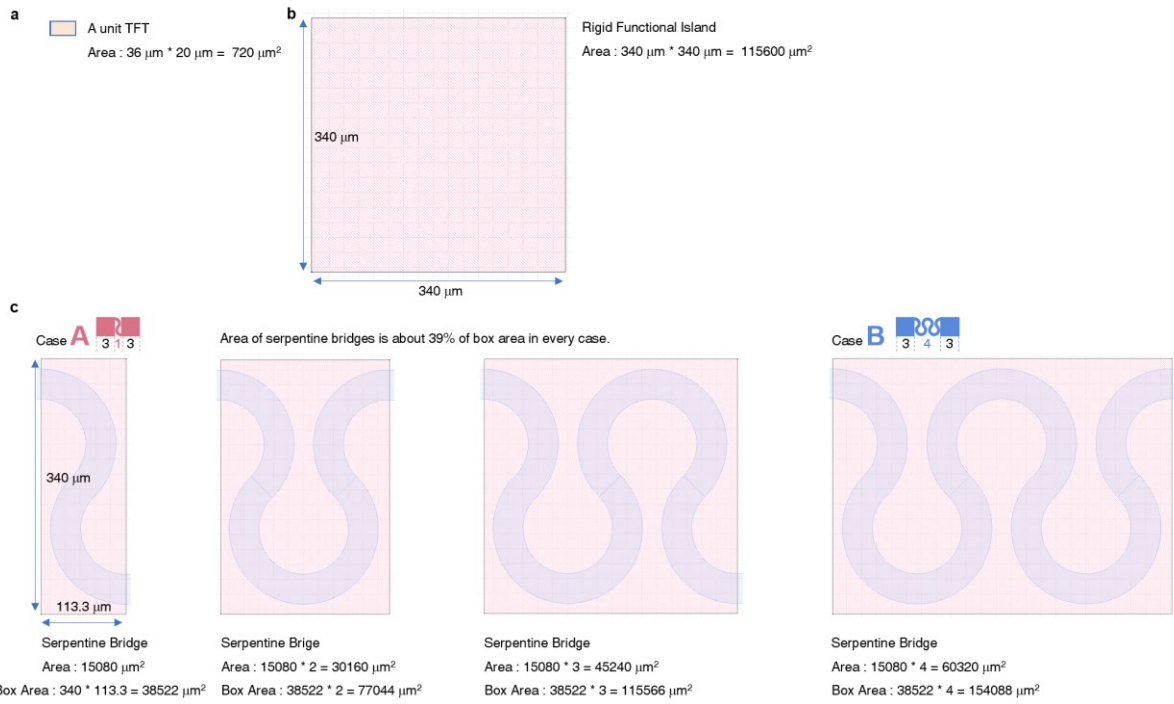 a
A unit TFT
Area : 36 μm * 20 μm = 720 μm²
b
340 μm
340 μm
Rigid Functional Island
Area : 340 μm * 340 μm = 115600 μm²
c
Case A
3 1 3
Area of serpentine bridges is about 39% of box area in every case.
Case B
3 4 3
340 μm
113.3 μm
Serpentine Bridge
Area : 15080 μm²
Box Area : 340 * 113.3 = 38522 μm²
Serpentine Brige
Area : 15080 * 2 = 30160 μm²
Box Area : 38522 * 2 = 77044 μm²
Serpentine Bridge
Area : 15080 * 3 = 45240 μm²
Box Area : 38522 * 3 = 115566 μm²
Serpentine Bridge
Area : 15080 * 4 = 60320 μm²
Box Area : 38522 * 4 = 154088 μm²